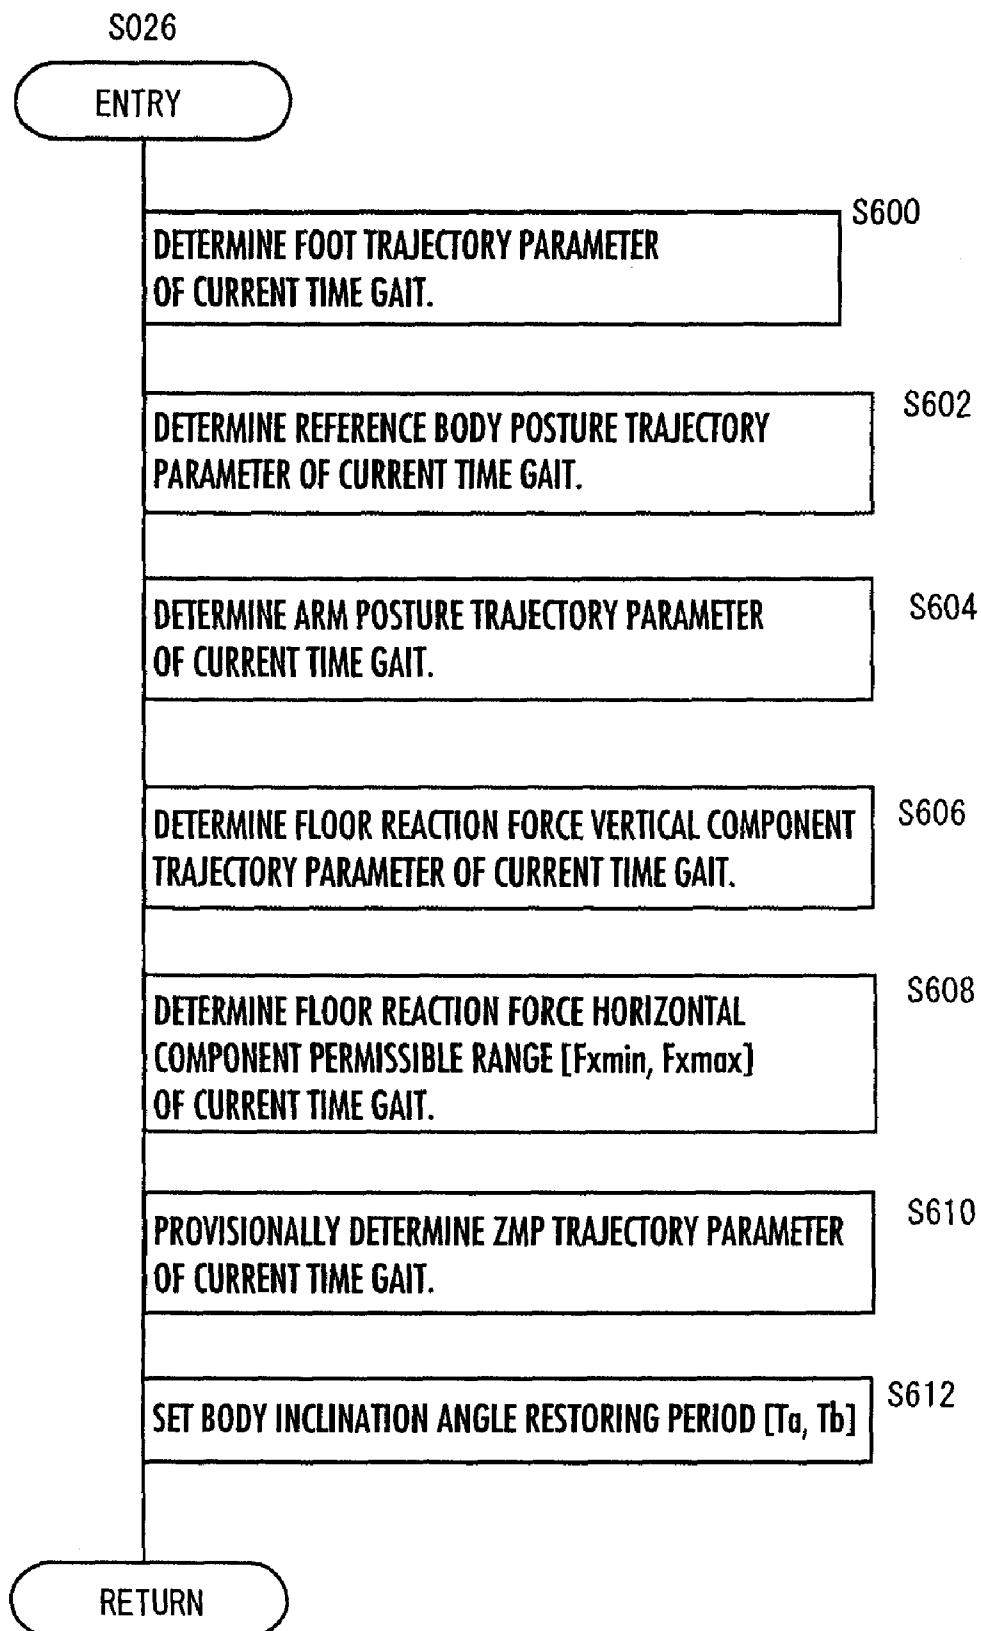 S026
ENTRY
S600
DETERMINE FOOT TRAJECTORY PARAMETER
OF CURRENT TIME GAIT.
S602
DETERMINE REFERENCE BODY POSTURE TRAJECTORY
PARAMETER OF CURRENT TIME GAIT.
S604
DETERMINE ARM POSTURE TRAJECTORY PARAMETER
OF CURRENT TIME GAIT.
S606
DETERMINE FLOOR REACTION FORCE VERTICAL COMPONENT
TRAJECTORY PARAMETER OF CURRENT TIME GAIT.
S608
DETERMINE FLOOR REACTION FORCE HORIZONTAL
COMPONENT PERMISSIBLE RANGE [Fxmin, Fxmax]
OF CURRENT TIME GAIT.
S610
PROVISIONALLY DETERMINE ZMP TRAJECTORY PARAMETER
OF CURRENT TIME GAIT.
S612
SET BODY INCLINATION ANGLE RESTORING PERIOD [Ta, Tb]
RETURN